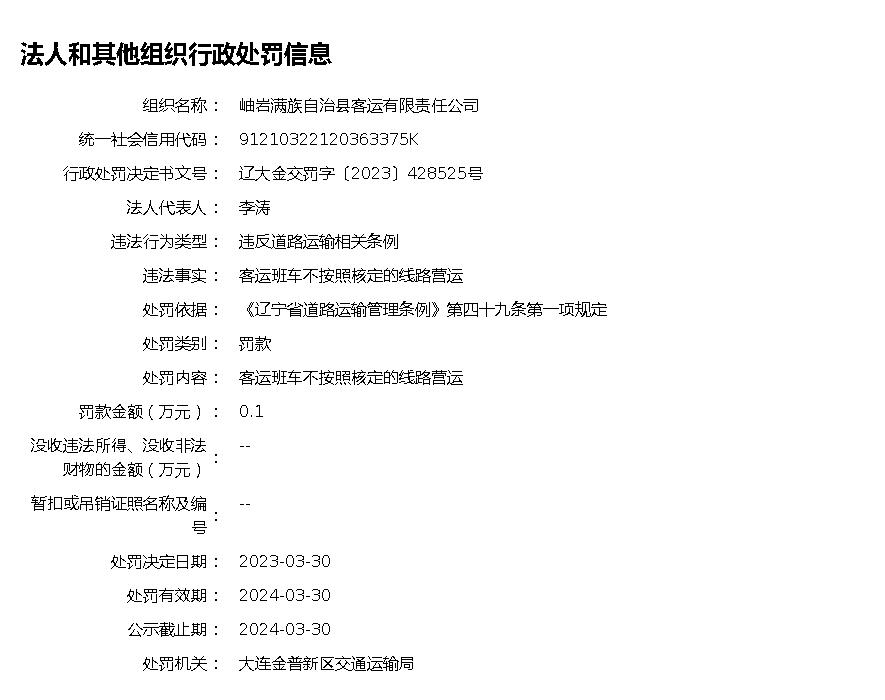 法人和其他组织行政处罚信息
组织名称： 岫岩满族自治县客运有限责任公司
统一社会信用代码： 91210322120363375K
行政处罚决定书文号： 辽大金交罚字〔2023〕428525号
法人代表人： 李涛
违法行为类型： 违反道路运输相关条例
违法事实： 客运班车不按照核定的线路营运
处罚依据： 《辽宁省道路运输管理条例》第四十九条第一项规定
处罚类别： 罚款
处罚内容： 客运班车不按照核定的线路营运
罚款金额（万元）： 0.1
没收违法所得、没收非法
财物的金额（万元）： --
暂扣或吊销证照名称及编
号： --
处罚决定日期： 2023-03-30
处罚有效期： 2024-03-30
公示截止期： 2024-03-30
处罚机关： 大连金普新区交通运输局